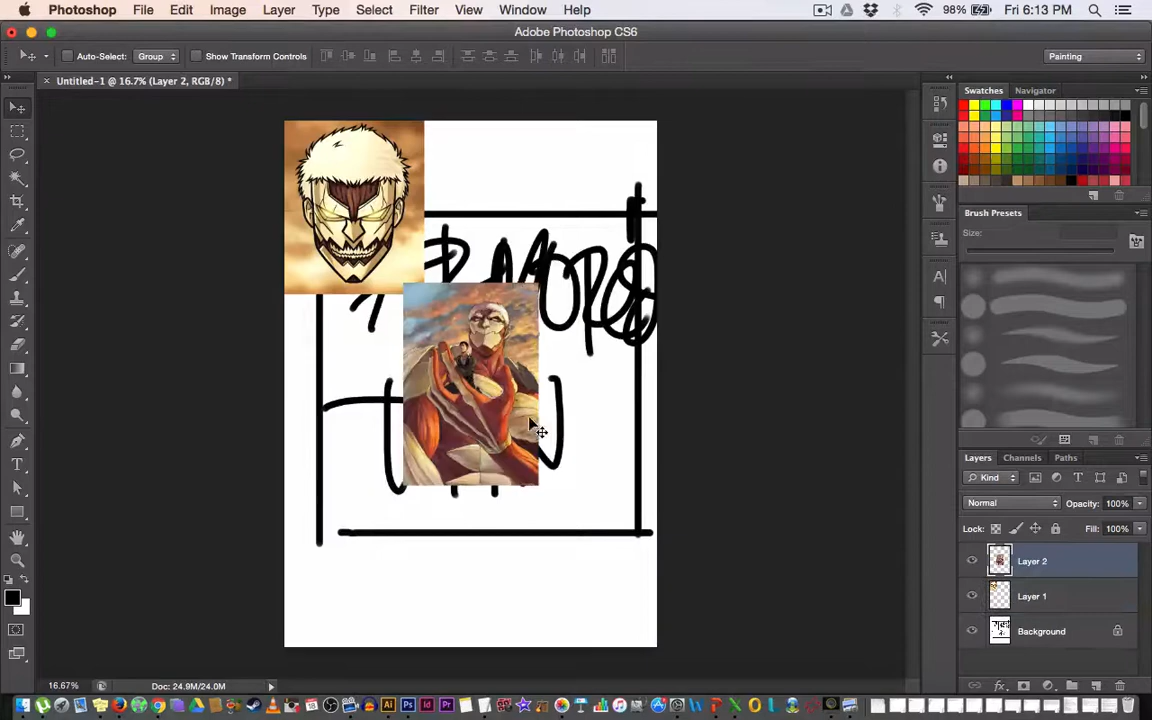 Photoshop File Edit Image Layer Type Select Filter View Window Help 98% Fri 6:13 PM
Adobe Photoshop CS6
Auto-Select: Group Show Transform Controls Painting
Untitled-1 @ 16.7% (Layer 2, RGB/8) *
Swatches Navigator
Brush Presets
Size:
Layers Channels Paths
Kind
Normal Opacity: 100%
Lock: Fill: 100%
Layer 2
Layer 1
Background
16.67% Doc: 24.9M/24.0M